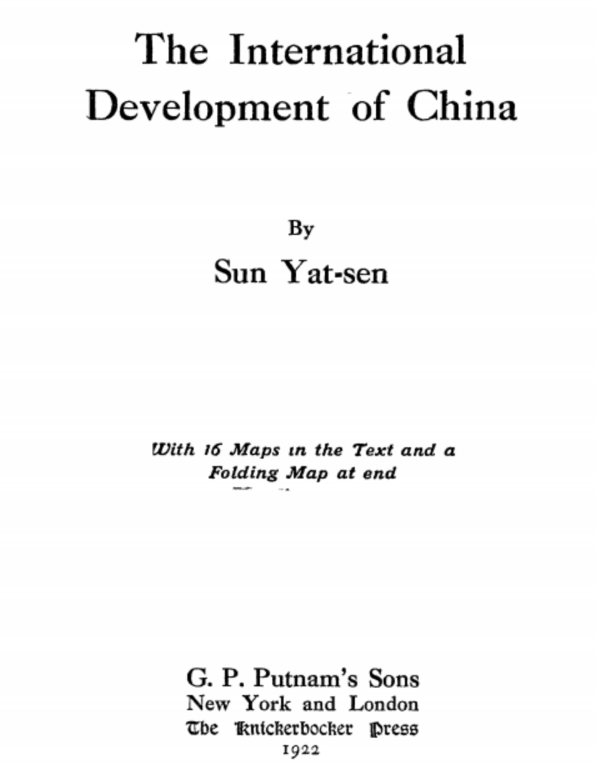 The International
Development of China
By
Sun Yat-sen
With 16 Maps in the Text and a
Folding Map at end
G. P. Putnam's Sons
New York and London
The Knickerbocker Press
1922